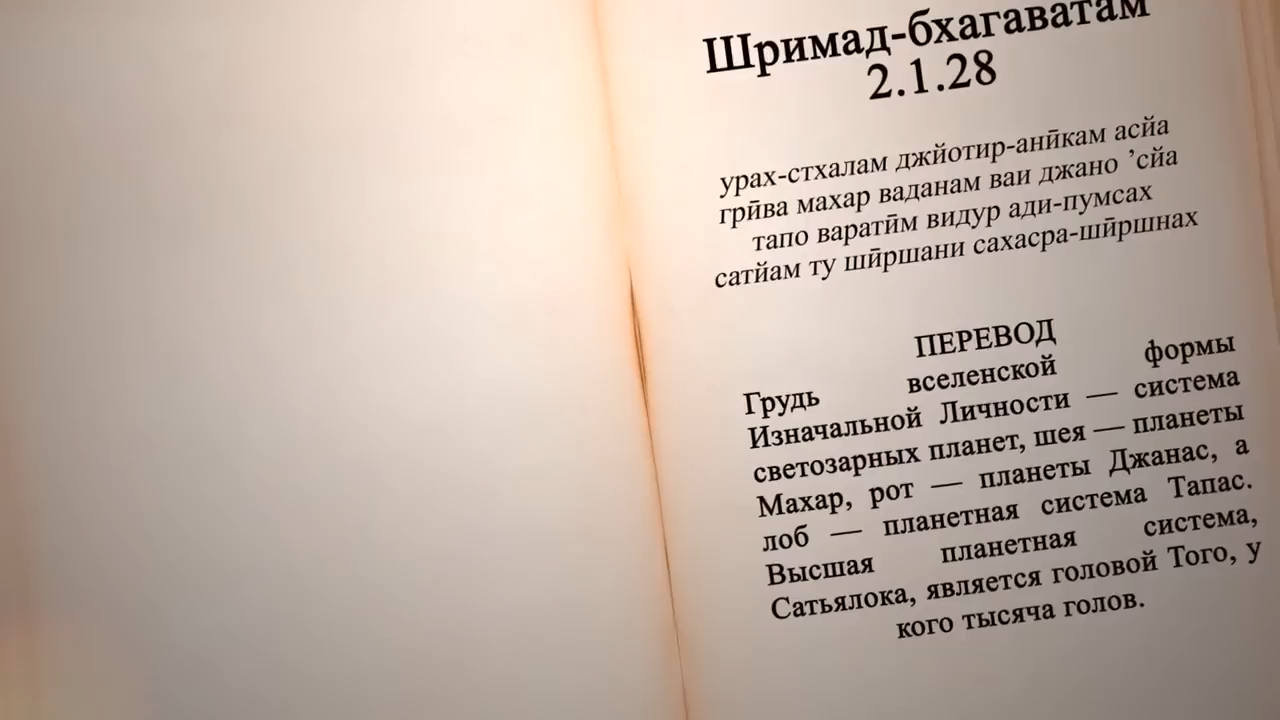 Шримад-бхагаватам
2.1.28
урах-стхалам джйотир-анӣкам асйа
грӣва махар ваданам ваи джано ’сйа
тапо варатӣм видур ади-пумсах
сатйам ту шӣршани сахасра-шӣршнах
ПЕРЕВОД
Грудь вселенской формы
Изначальной Личности — система
светозарных планет, шея — планеты
Махар, рот — планеты Джанас, а
лоб — планетная система Тапас.
Высшая планетная система,
Сатьялока, является головой Того, у
кого тысяча голов.